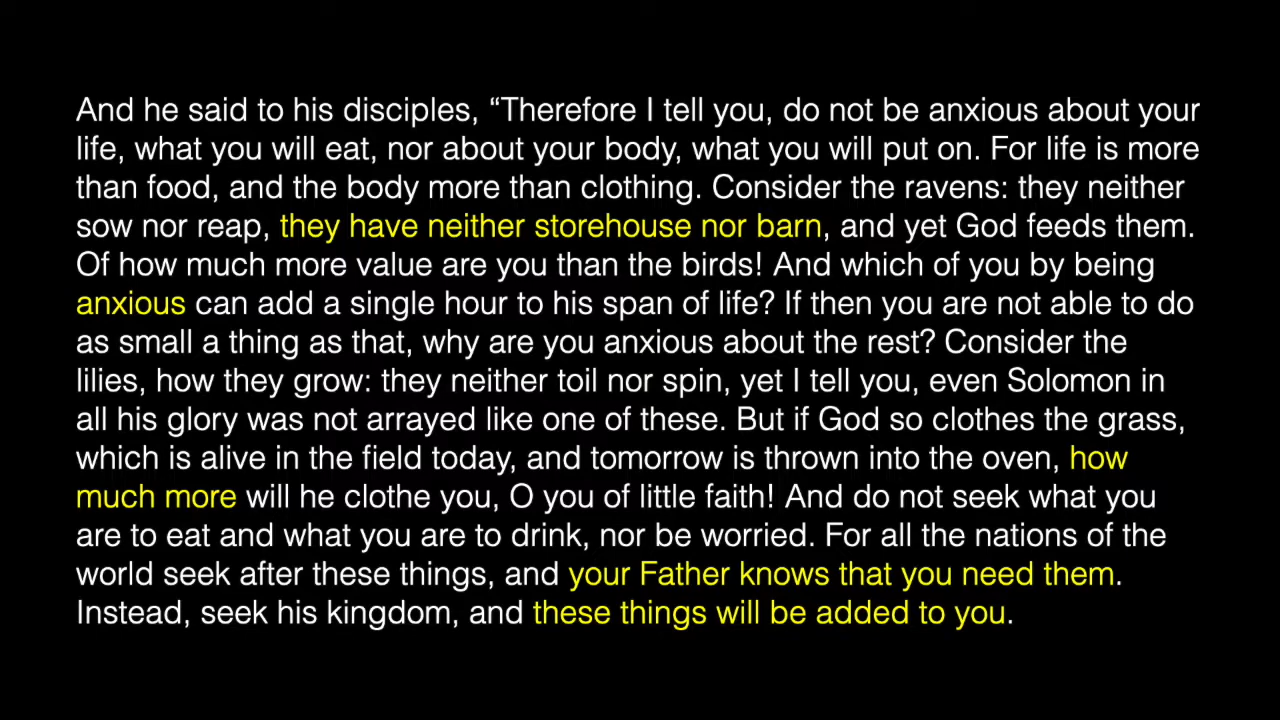 And he said to his disciples, “Therefore I tell you, do not be anxious about your
life, what you will eat, nor about your body, what you will put on. For life is more
than food, and the body more than clothing. Consider the ravens: they neither
sow nor reap, they have neither storehouse nor barn, and yet God feeds them.
Of how much more value are you than the birds! And which of you by being
anxious can add a single hour to his span of life? If then you are not able to do
as small a thing as that, why are you anxious about the rest? Consider the
lilies, how they grow: they neither toil nor spin, yet I tell you, even Solomon in
all his glory was not arrayed like one of these. But if God so clothes the grass,
which is alive in the field today, and tomorrow is thrown into the oven, how
much more will he clothe you, O you of little faith! And do not seek what you
are to eat and what you are to drink, nor be worried. For all the nations of the
world seek after these things, and your Father knows that you need them.
Instead, seek his kingdom, and these things will be added to you.